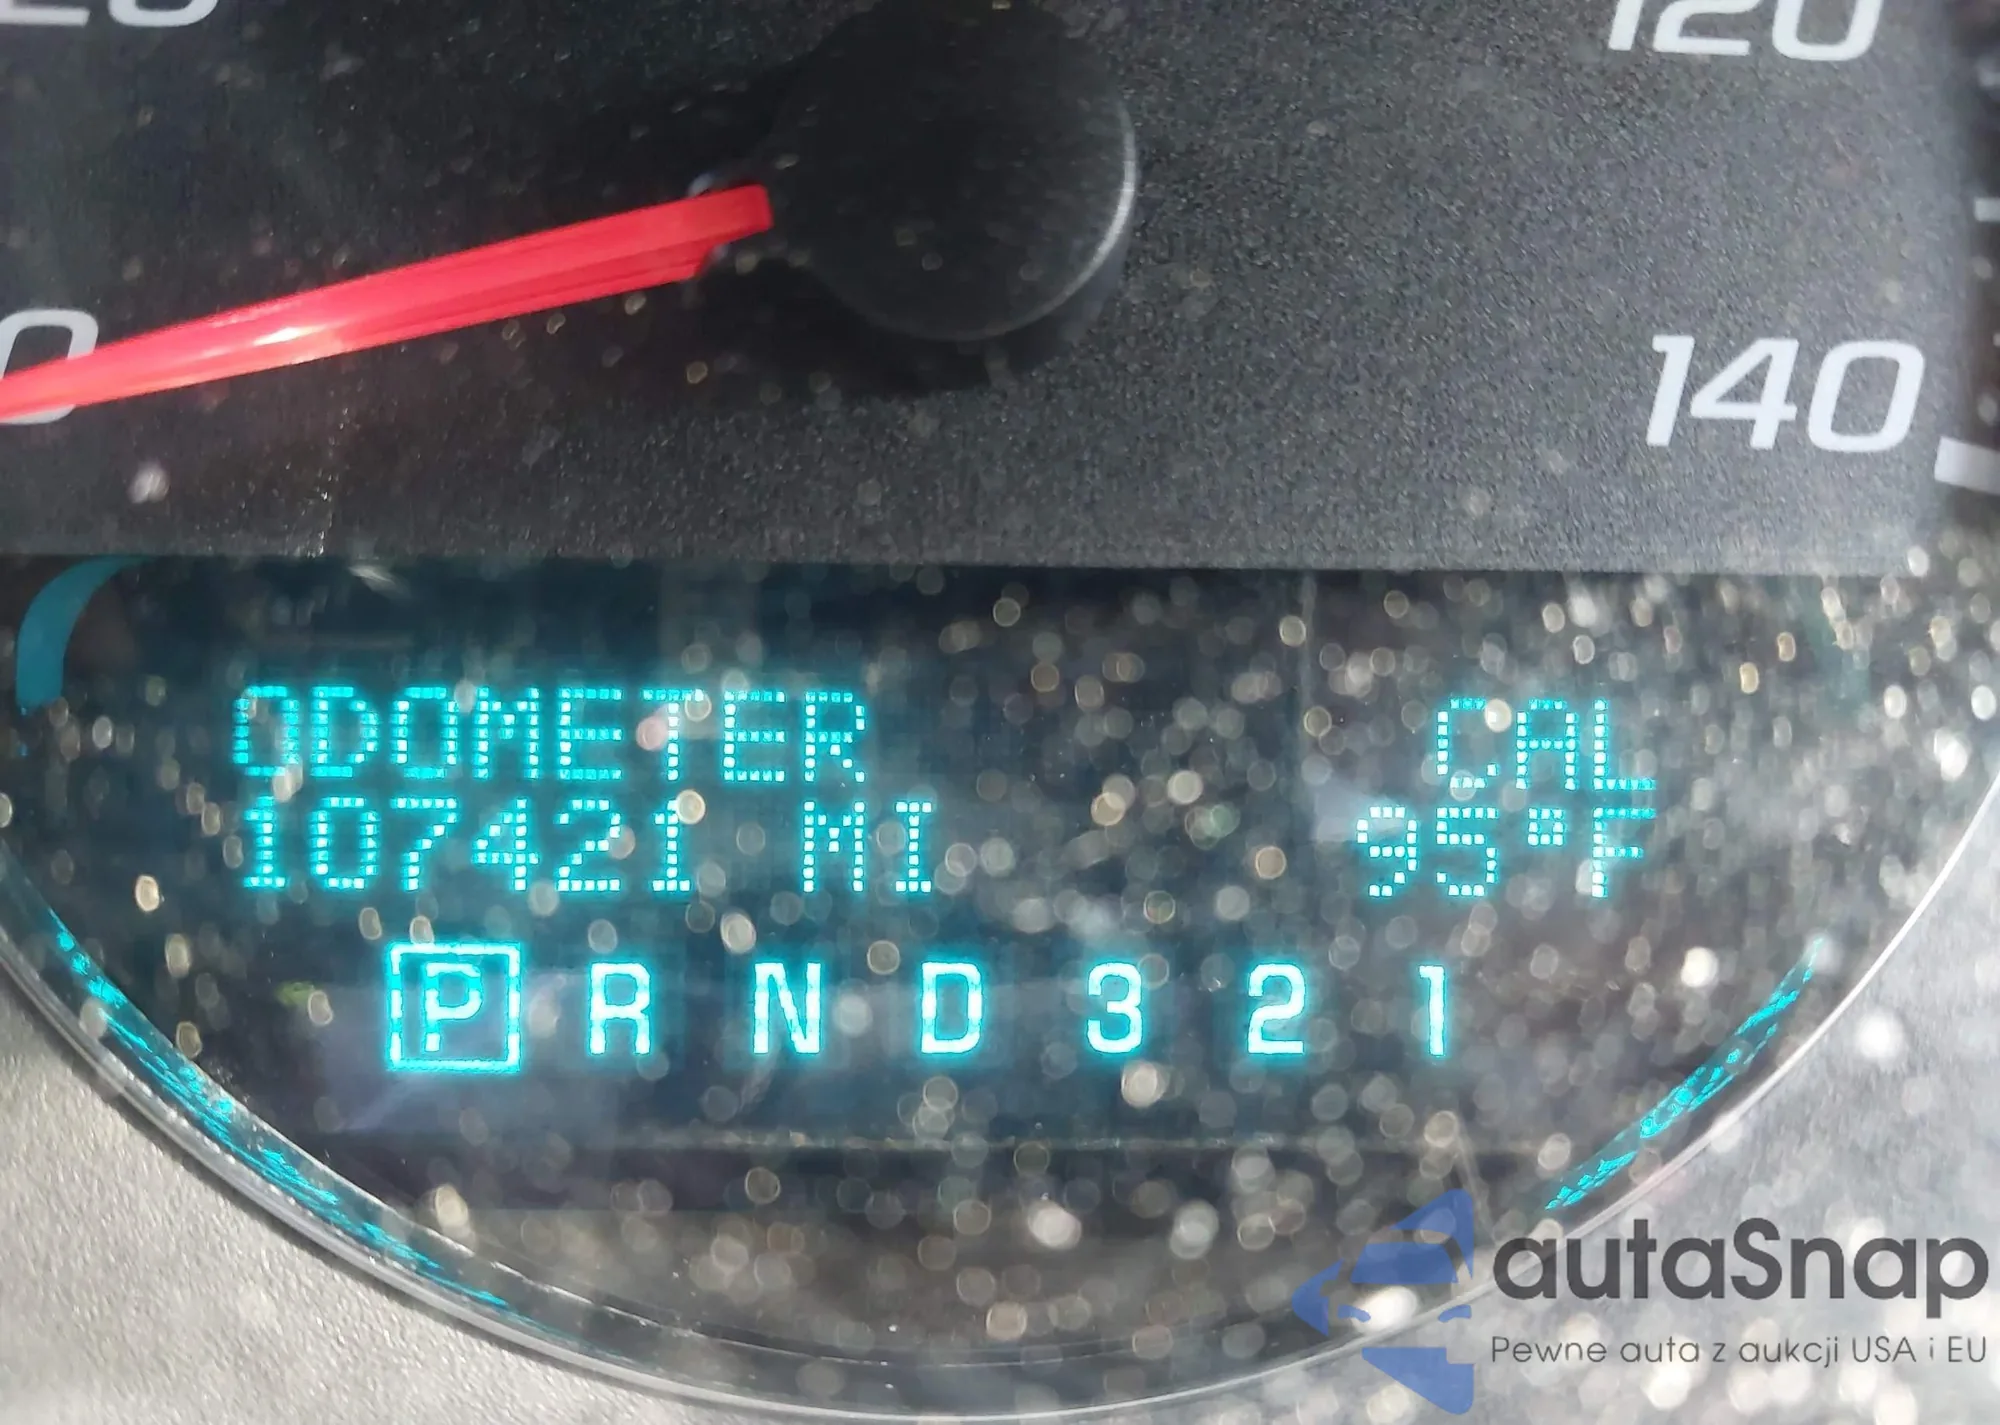 120
140
ODOMETER CAL
107421 MI 95°F
P R N D 3 2 1
autaSnap
Pewne auta z aukcji USA i EU